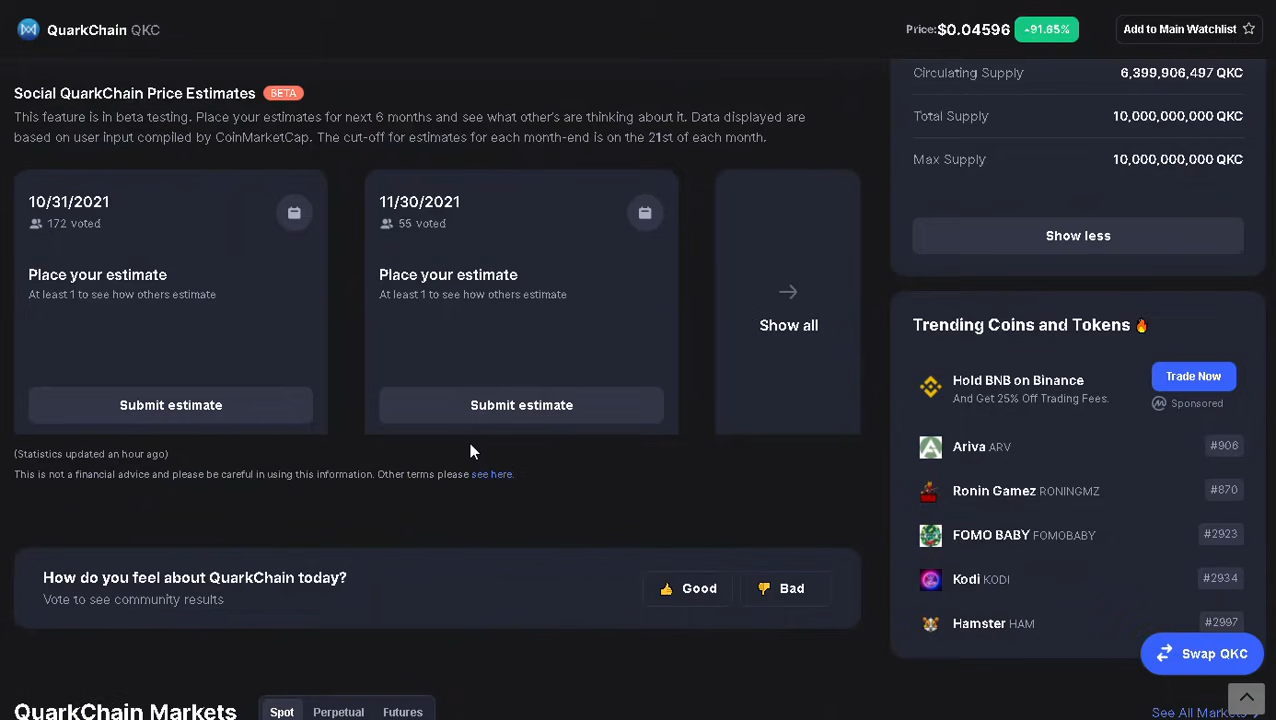 QuarkChain QKC
Price: $0.04596 91.65%
Add to Main Watchlist
Social QuarkChain Price Estimates BETA
This feature is in beta testing. Place your estimates for next 6 months and see what other's are thinking about it. Data displayed are
based on user input compiled by CoinMarketCap. The cut-off for estimates for each month-end is on the 21st of each month.
10/31/2021
172 voted
Place your estimate
At least 1 to see how others estimate
Submit estimate
11/30/2021
55 voted
Place your estimate
At least 1 to see how others estimate
Submit estimate
Show all
(Statistics updated an hour ago)
This is not a financial advice and please be careful in using this information. Other terms please see here.
How do you feel about QuarkChain today?
Vote to see community results
Good
Bad
QuarkChain Markets
Spot
Perpetual
Futures
Circulating Supply 6,399,906,497 QKC
Total Supply 10,000,000,000 QKC
Max Supply 10,000,000,000 QKC
Show less
Trending Coins and Tokens
Hold BNB on Binance
And Get 25% Off Trading Fees.
Trade Now
Sponsored
Ariva ARV #906
Ronin Gamez RONINGMZ #870
FOMO BABY FOMOBABY #2923
Kodi KODI #2934
Hamster HAM #2997
Swap QKC
See All Markets